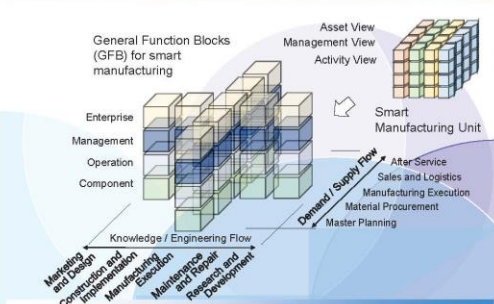 General Function Blocks
(GFB) for smart
manufacturing
Asset View
Management View
Activity View
Smart
Manufacturing Unit
Enterprise
Management
Operation
Component
After Service
Sales and Logistics
Manufacturing Execution
Material Procurement
Master Planning
Demand / Supply Flow
Knowledge / Engineering Flow
Marketing
and Design
Construction and
Implementation
Manufacturing
Execution
Maintenance
and Repair
Research and
Development